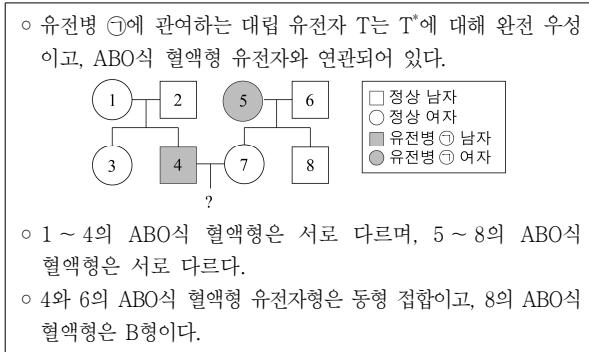 ○ 유전병 ㉠에 관여하는 대립 유전자 T는 T*에 대해 완전 우성
이고, ABO식 혈액형 유전자와 연관되어 있다.
1 2 5 6
3 4 7 8
?
정상 남자
정상 여자
유전병 ㉠ 남자
유전병 ㉠ 여자
○ 1 ~ 4의 ABO식 혈액형은 서로 다르며, 5 ~ 8의 ABO식
혈액형은 서로 다르다.
○ 4와 6의 ABO식 혈액형 유전자형은 동형 접합이고, 8의 ABO식
혈액형은 B형이다.